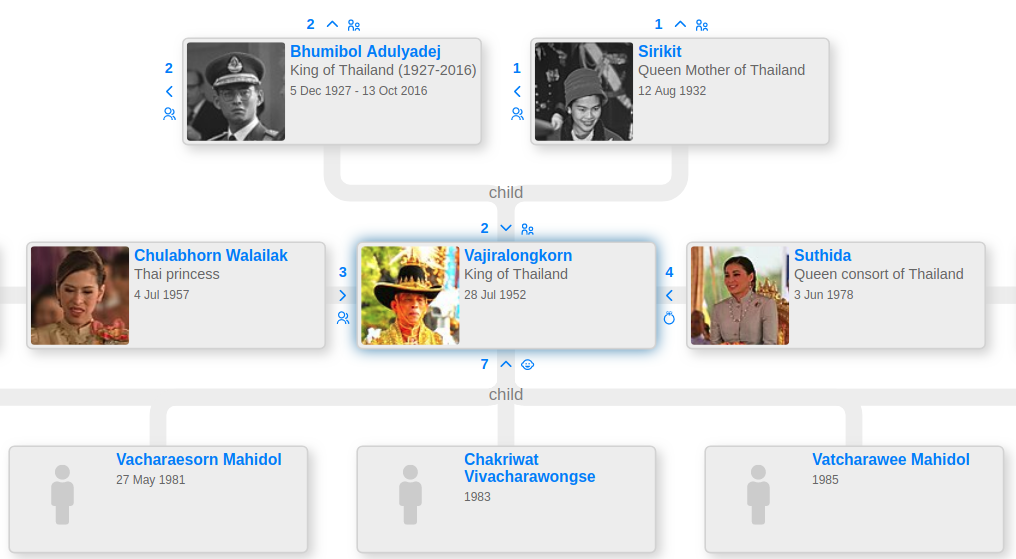 2
1
2
Bhumibol Adulyadej
King of Thailand (1927-2016)
5 Dec 1927 - 13 Oct 2016
1
Sirikit
Queen Mother of Thailand
12 Aug 1932
child
2
Chulabhorn Walailak
Thai princess
4 Jul 1957
3
Vajiralongkorn
King of Thailand
28 Jul 1952
4
Suthida
Queen consort of Thailand
3 Jun 1978
7
child
Vacharaesorn Mahidol
27 May 1981
Chakriwat
Vivacharawongse
1983
Vatcharawee Mahidol
1985